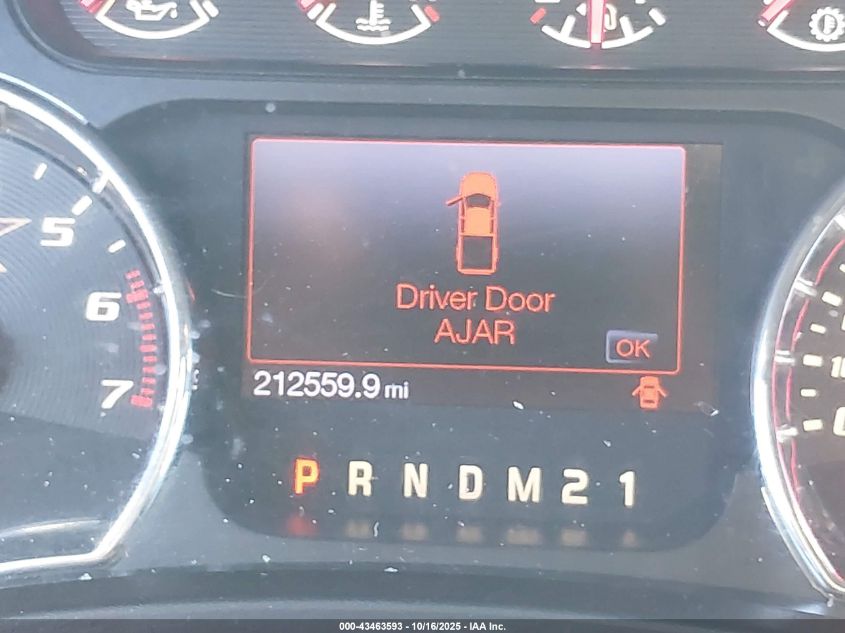 5
6
7
Driver Door
AJAR
OK
212559.9 mi
P R N D M 2 1
000-43463593 - 10/16/2025 - IAA Inc.